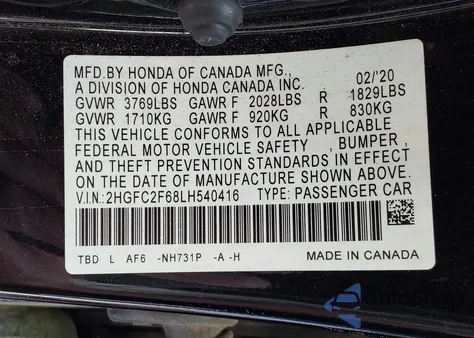 MFD.BY HONDA OF CANADA MFG., 02/'20
A DIVISION OF HONDA CANADA INC.
GVWR 3769LBS GAWR F 2028LBS R 1829LBS
GVWR 1710KG GAWR F 920KG R 830KG
THIS VEHICLE CONFORMS TO ALL APPLICABLE
FEDERAL MOTOR VEHICLE SAFETY , BUMPER ,
AND THEFT PREVENTION STANDARDS IN EFFECT
ON THE DATE OF MANUFACTURE SHOWN ABOVE.
V.I.N.:2HGFC2F68LH540416 TYPE: PASSENGER CAR
TBD L AF6 -NH731P -A -H MADE IN CANADA